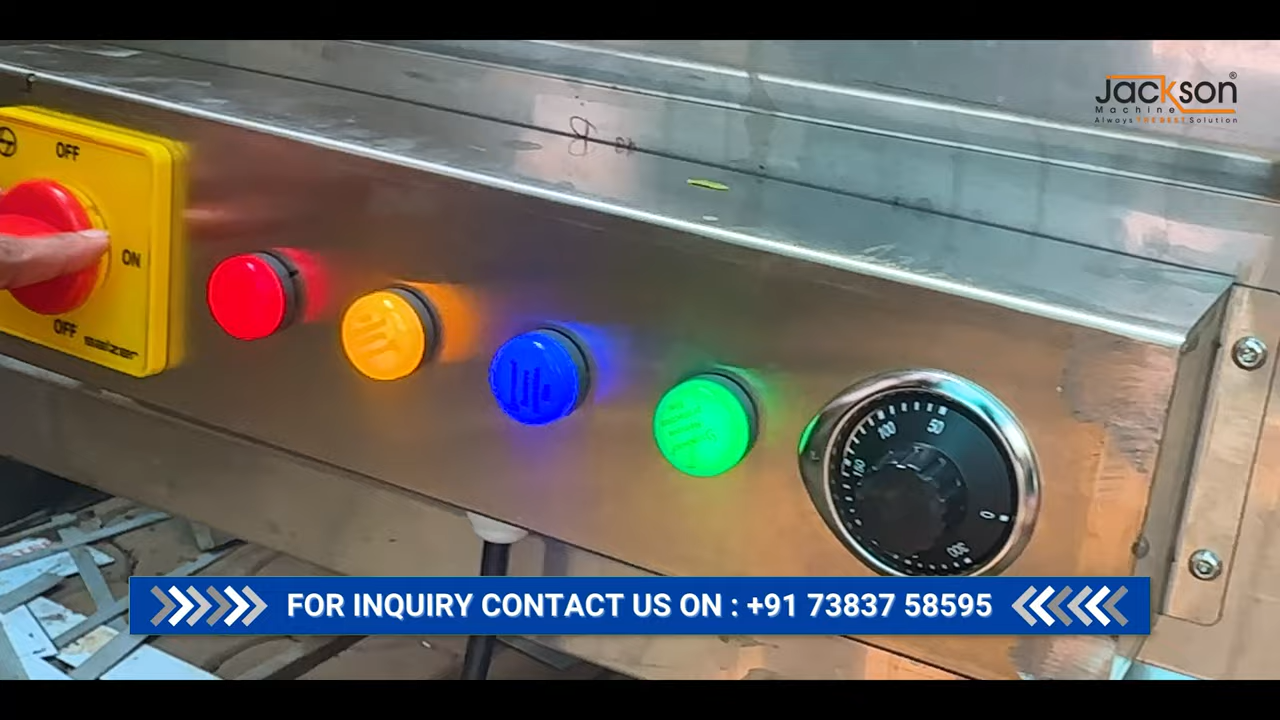 Jackson®
Machine
Always THE BEST Solution
OFF
ON
OFF
salzer
50
100
150
0
300
FOR INQUIRY CONTACT US ON : +91 73837 58595